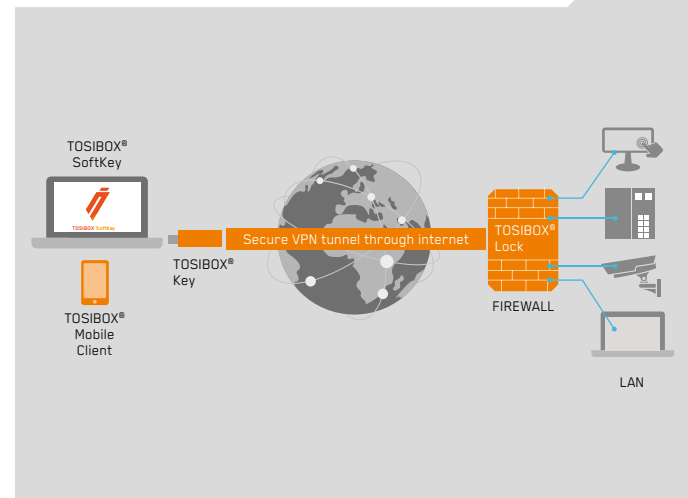 TOSIBOX®
SoftKey
TOSIBOX® SoftKey
TOSIBOX®
Key
TOSIBOX®
Mobile
Client
Secure VPN tunnel through internet
TOSIBOX®
Lock
FIREWALL
LAN